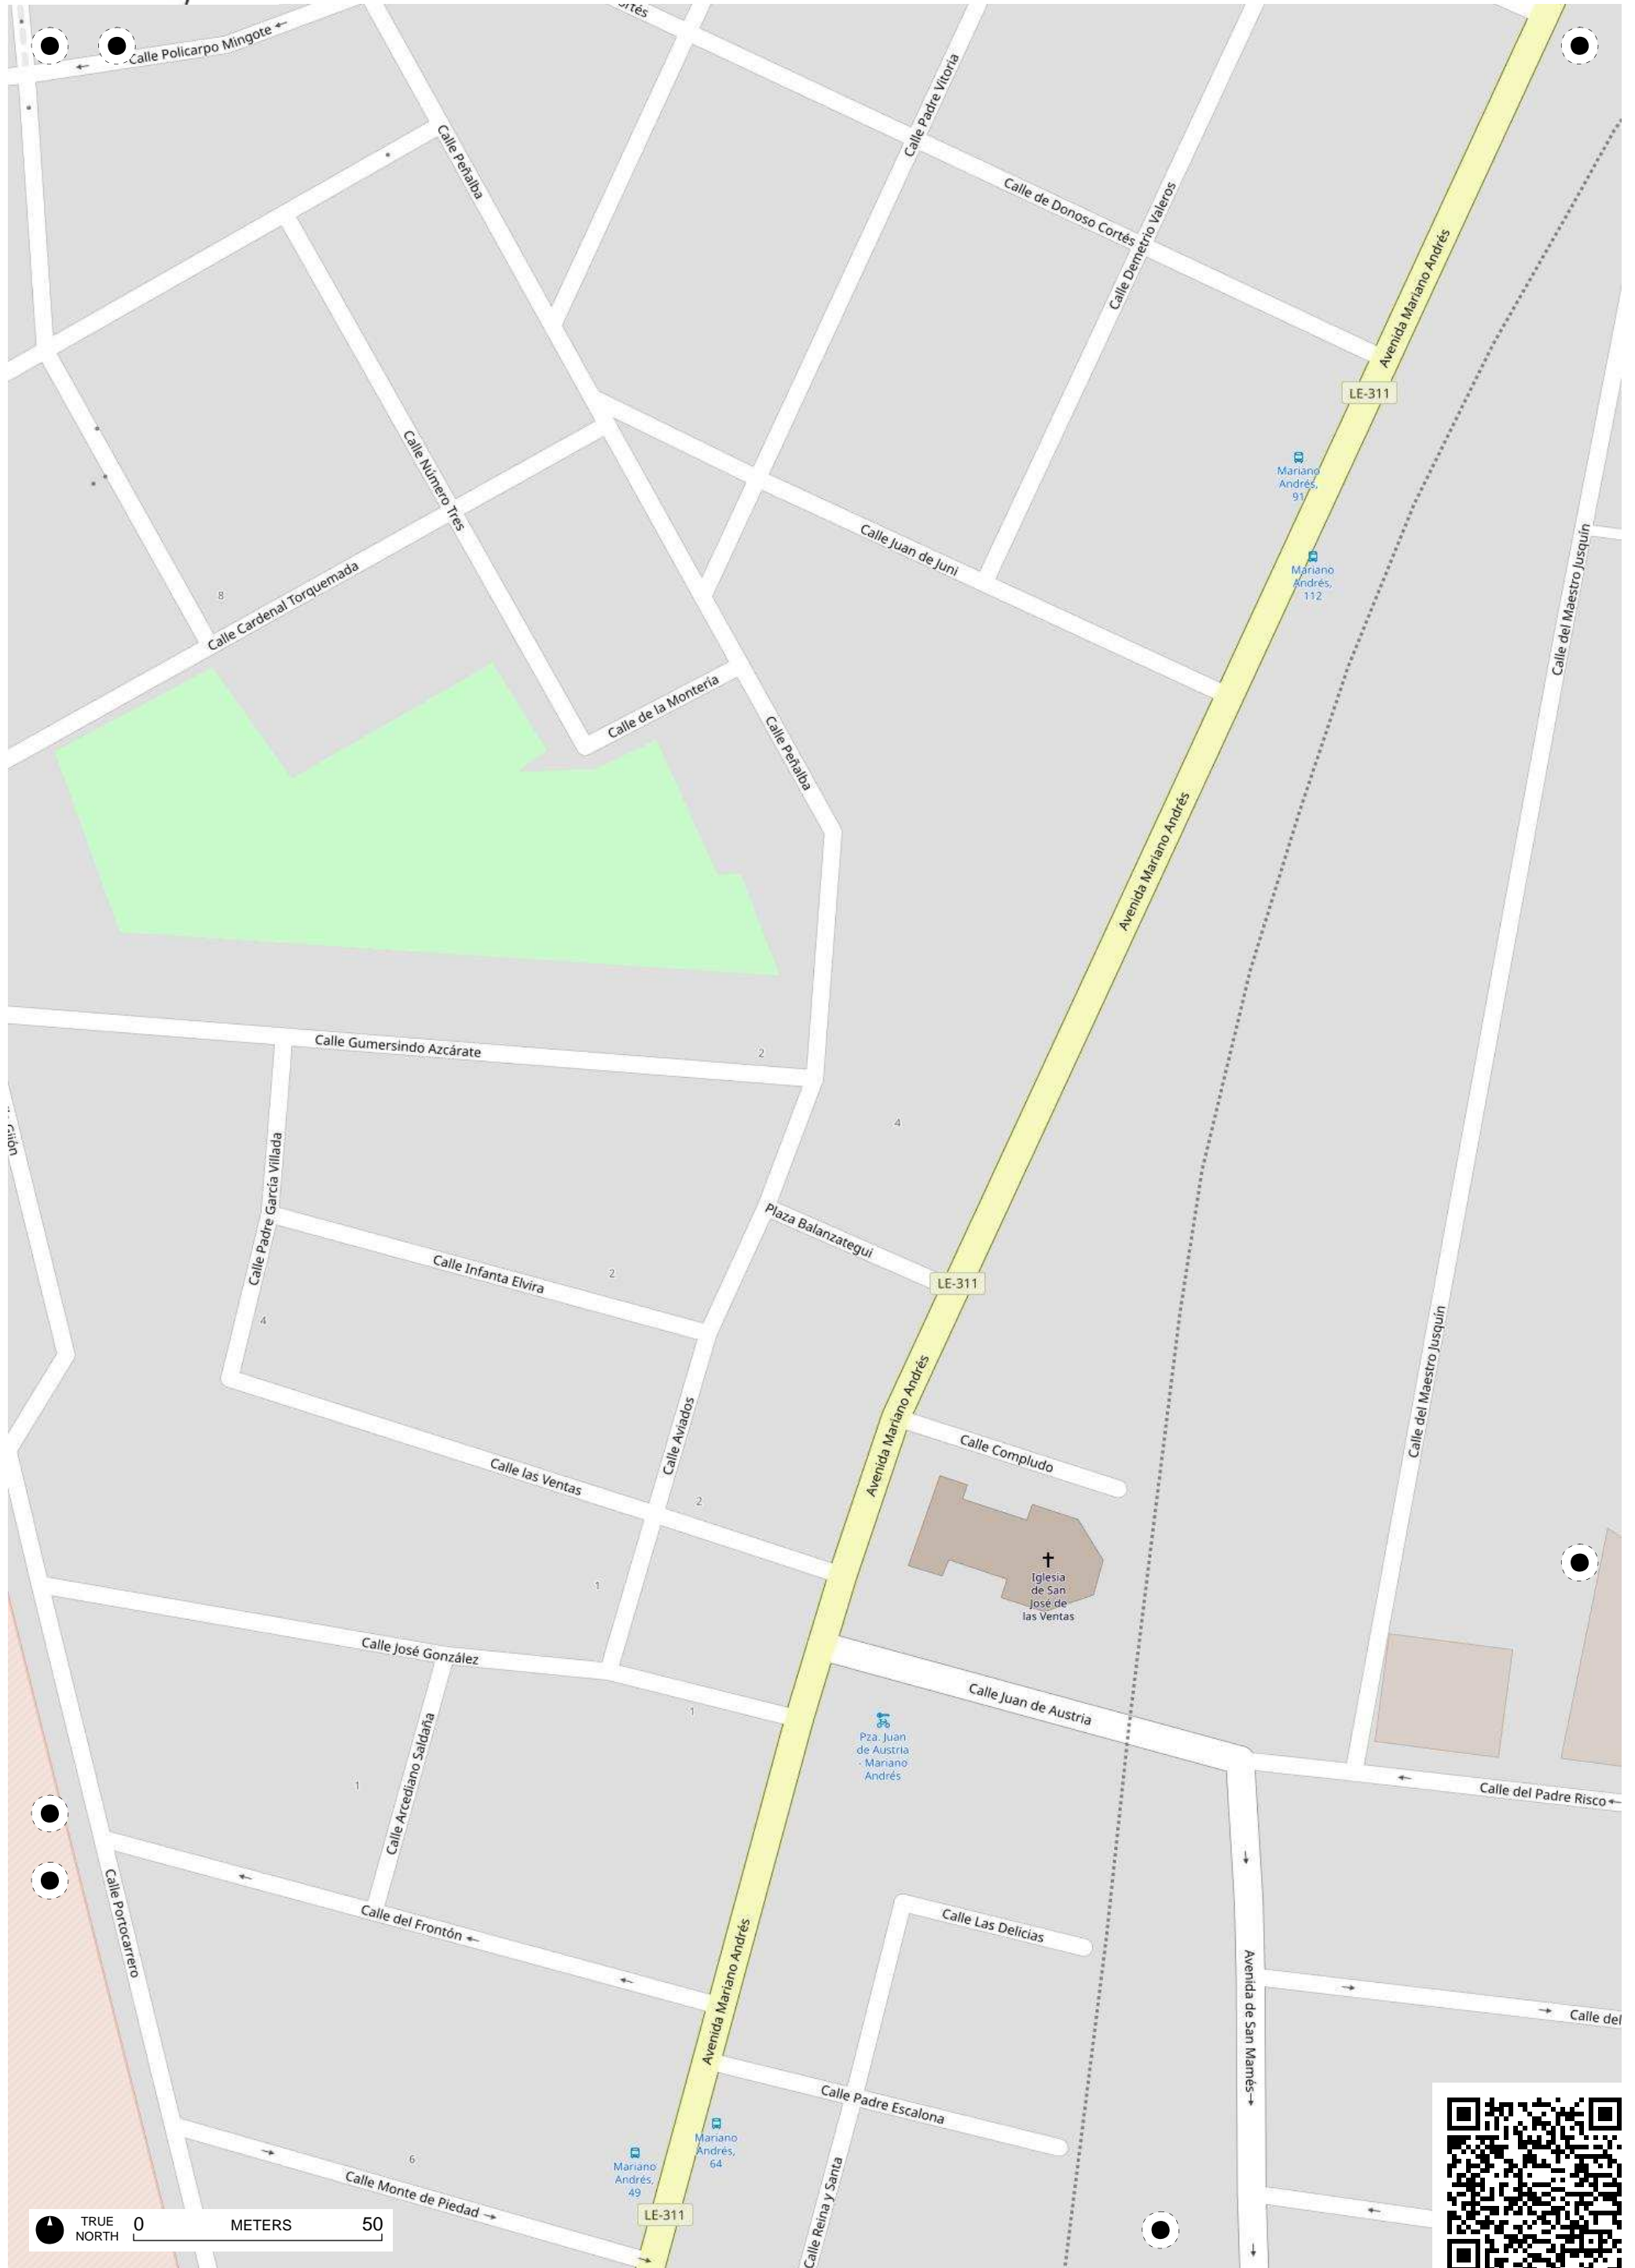 Calle Policarpo Mingote
Calle Padre Vitoria
Calle Peñalba
Calle de Donoso Cortés
Calle Demetrio Valeros
Avenida Mariano Andrés
LE-311
Mariano
Andrés,
91
Calle Número Tres
Calle Juan de Juni
Mariano
Andrés,
112
Calle del Maestro Jusquín
8
Calle Cardenal Torquemada
Calle de la Montería
Calle Peñalba
Avenida Mariano Andrés
Calle Gumersindo Azcárate
2
4
Gijón
Calle Padre García Villada
Plaza Balanzategui
Calle Infanta Elvira
2
LE-311
4
Calle del Maestro Jusquín
Avenida Mariano Andrés
Calle Aviados
Calle Compludo
Calle las Ventas
2
Iglesia
de San
José de
las Ventas
1
Calle José González
Calle Juan de Austria
1
Pza. Juan
de Austria
- Mariano
Andrés
Calle Arcediano Saldaña
1
Calle del Padre Risco
Calle Portocarrero
Calle del Frontón
Calle Las Delicias
Avenida Mariano Andrés
Avenida de San Mamés
Calle del
Calle Padre Escalona
Mariano
Andrés,
64
Mariano
Andrés,
49
6
Calle Monte de Piedad
Calle Reina y Santa
LE-311
TRUE
NORTH
0 METERS 50